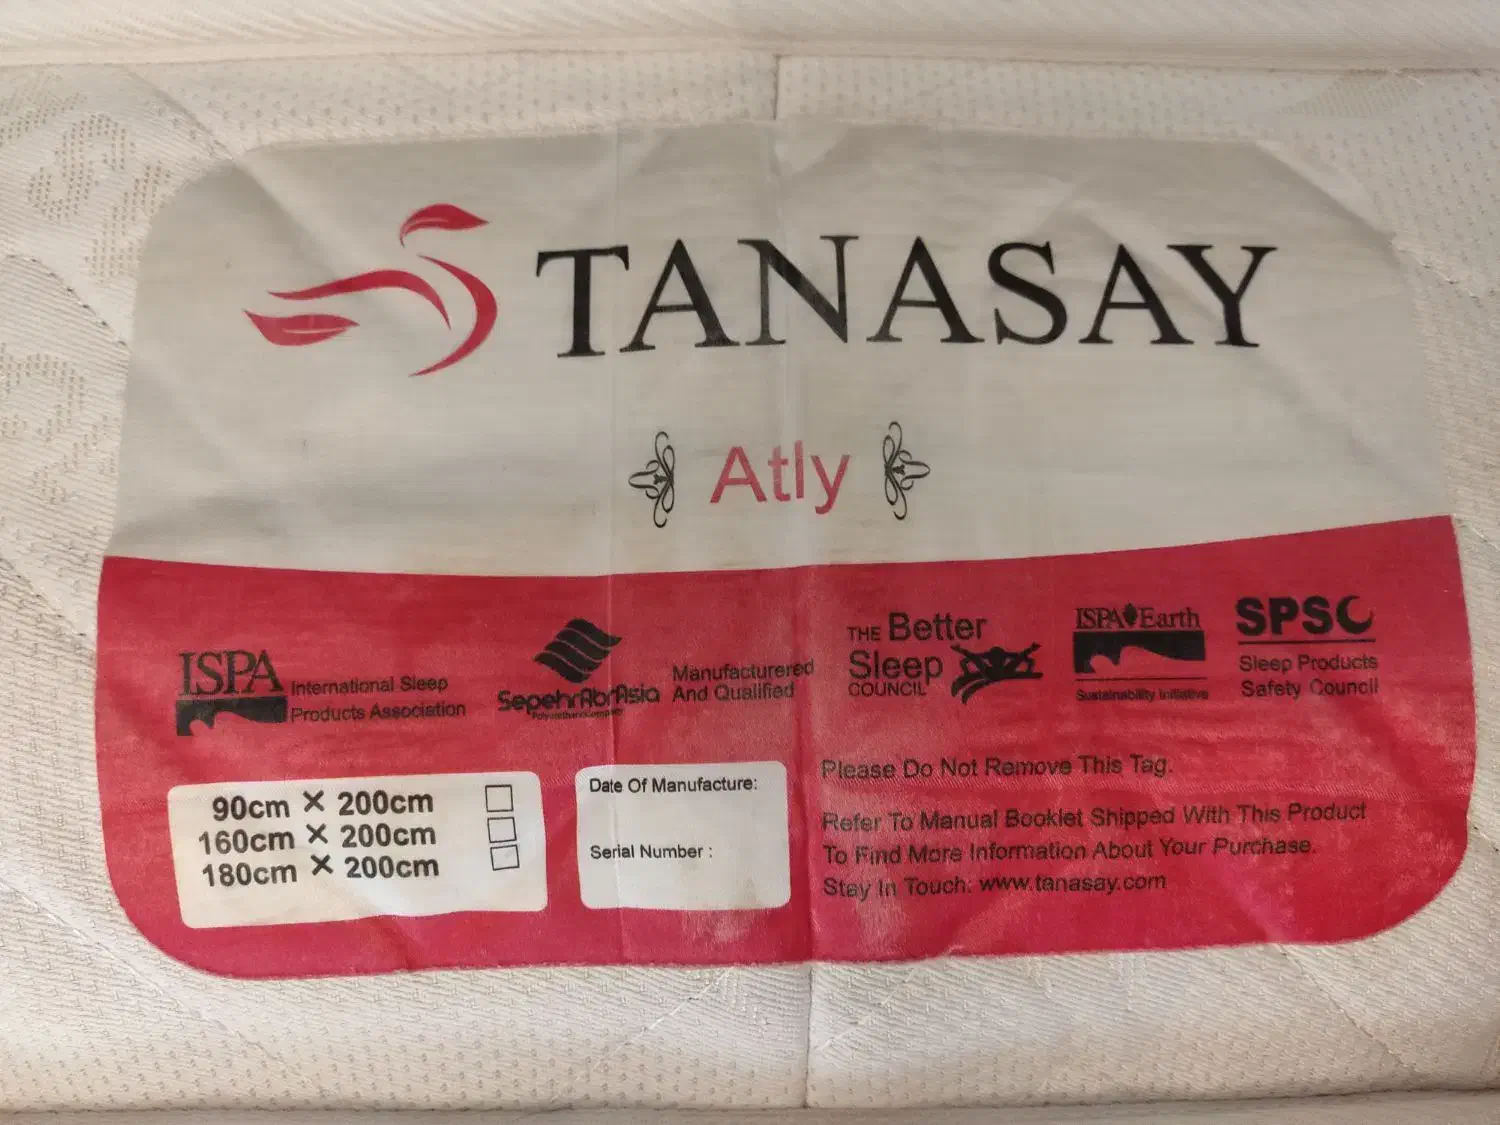 TANASAY
Atly
ISPA International Sleep
Products Association
SepehrAbrAsia
Polyurethane Company
Manufacturered
And Qualified
THE Better
Sleep
COUNCIL
ISPA Earth
Sustainability Initiative
SPSC
Sleep Products
Safety Council
90cm × 200cm
160cm × 200cm
180cm × 200cm
Date Of Manufacture:
Serial Number :
Please Do Not Remove This Tag.
Refer To Manual Booklet Shipped With This Product
To Find More Information About Your Purchase.
Stay In Touch: www.tanasay.com